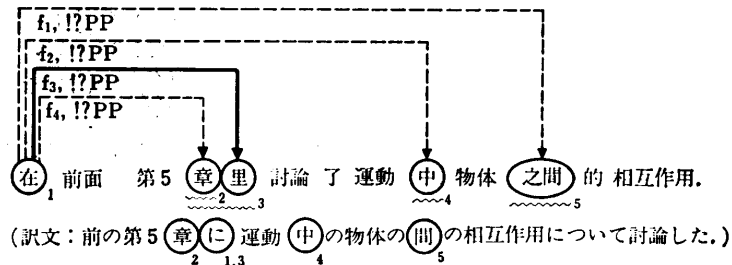 f₁, !?PP
f₂, !?PP
f₃, !?PP
f₄, !?PP
在₁ 前面 第5 章₂ 里₃ 討論 了 運動 中₄ 物体 之間₅ 的 相互作用.
(訳文：前の第5章₂に₁,₃運動中₄の物体の間₅の相互作用について討論した.)